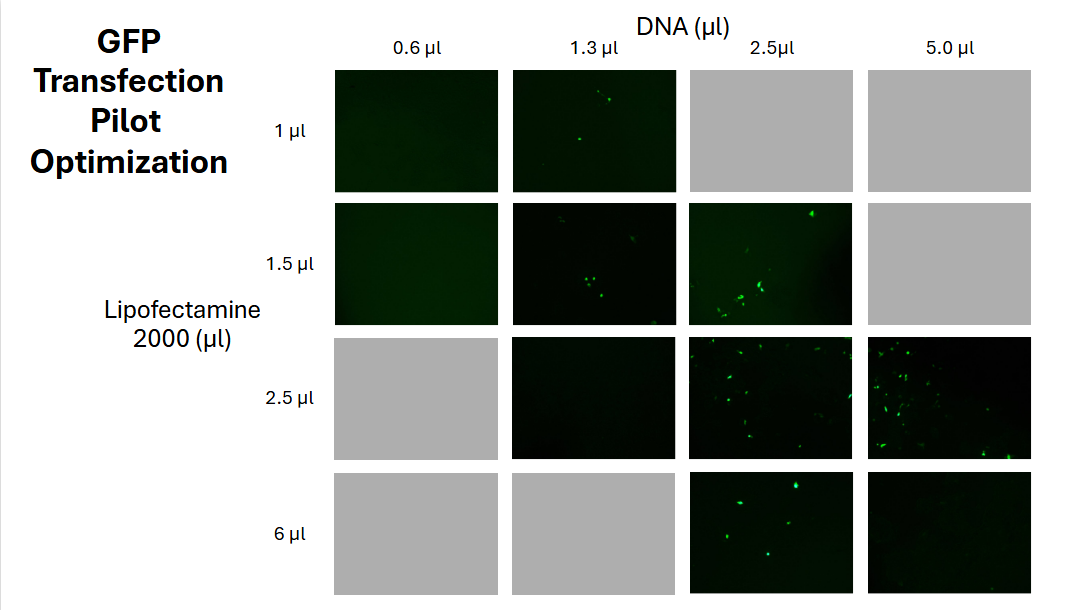 GFP
Transfection
Pilot
Optimization
DNA (µl)
0.6 µl
1.3 µl
2.5µl
5.0 µl
1 µl
1.5 µl
Lipofectamine
2000 (µl)
2.5 µl
6 µl